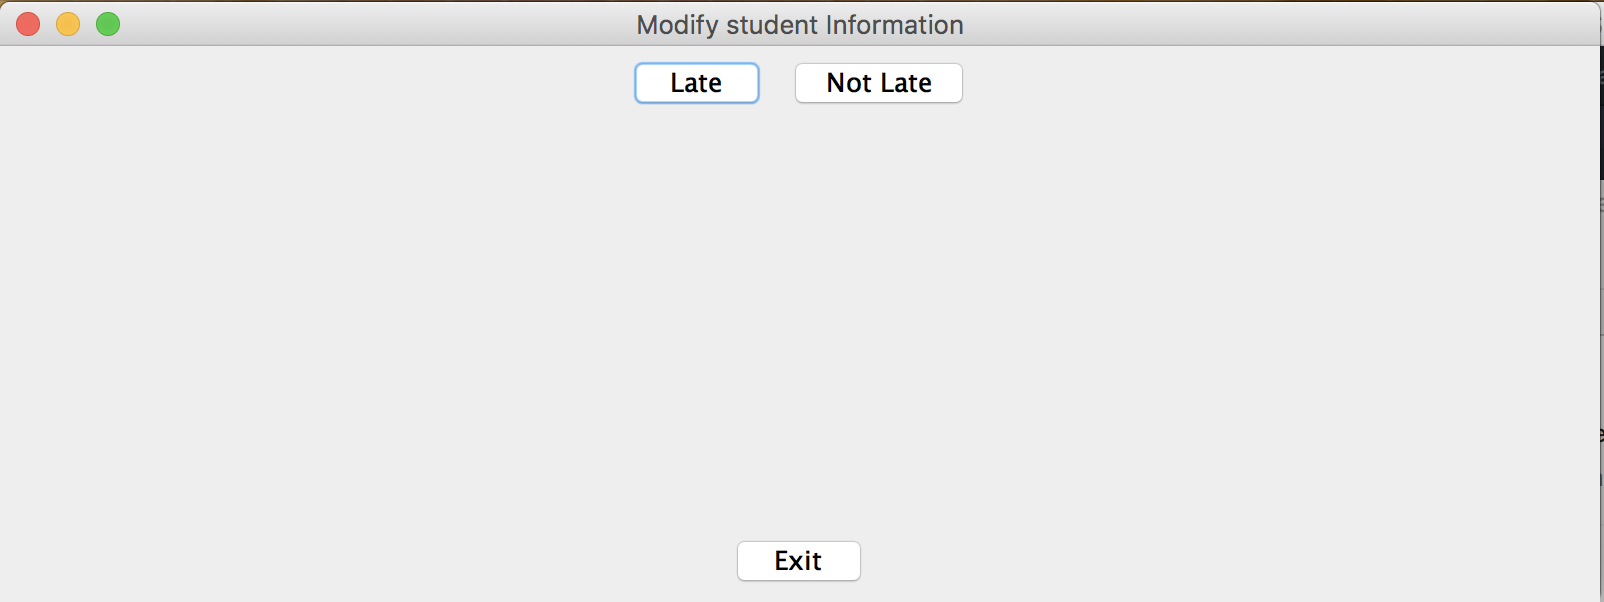 Modify student Information
Late Not Late
Exit